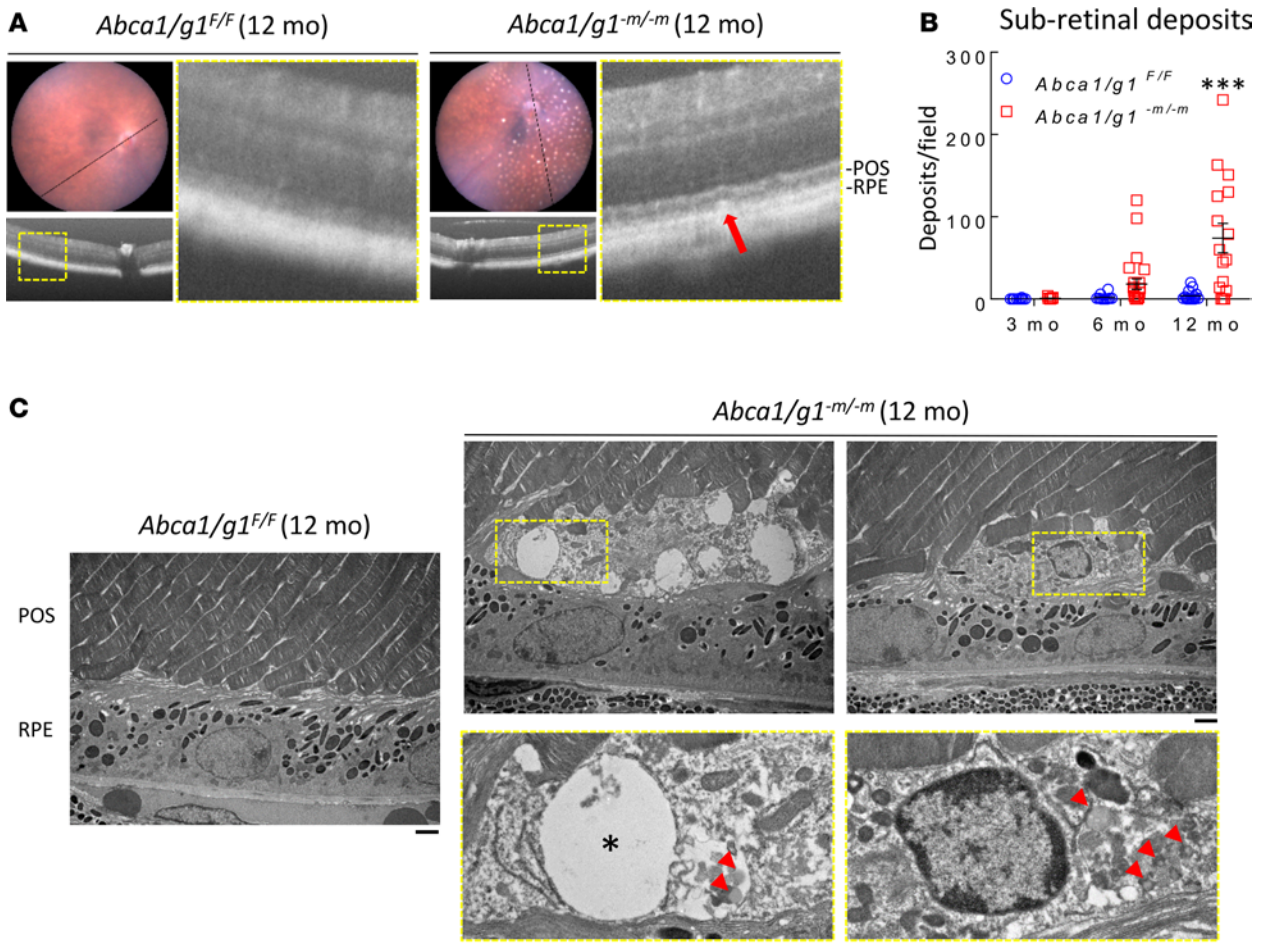 A
Abca1/g1F/F (12 mo)
Abca1/g1-m/-m (12 mo)
-POS
-RPE
B
Sub-retinal deposits
Deposits/field
300
200
100
0
Abca1/g1 F/F
Abca1/g1 -m/-m
***
3 mo
6 mo
12 mo
C
Abca1/g1-m/-m (12 mo)
Abca1/g1F/F (12 mo)
POS
RPE
*